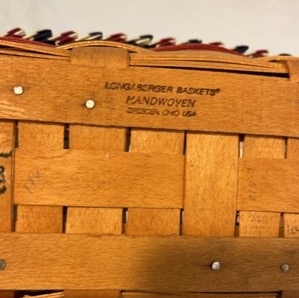 LONGABERGER BASKETS®
HANDWOVEN
DRESDEN, OHIO USA